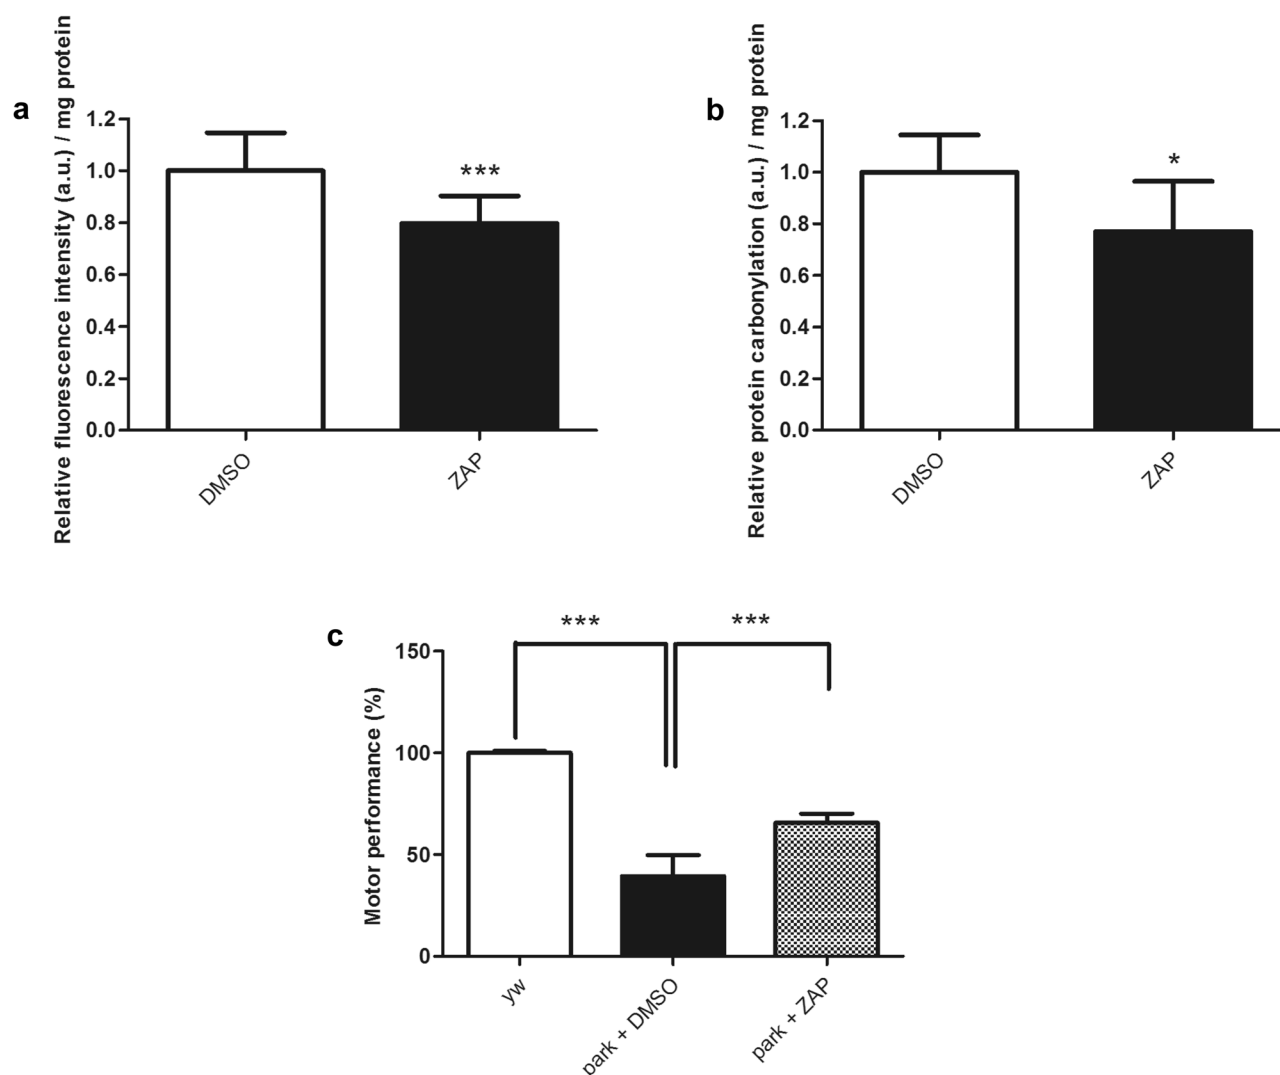 a
Relative fluorescence intensity (a.u.) / mg protein
1.2
1.0
0.8
0.6
0.4
0.2
0.0
***
DMSO
ZAP
b
Relative protein carbonylation (a.u.) / mg protein
1.2
1.0
0.8
0.6
0.4
0.2
0.0
*
DMSO
ZAP
c
Motor performance (%)
150
100
50
0
***
***
yw
park + DMSO
park + ZAP